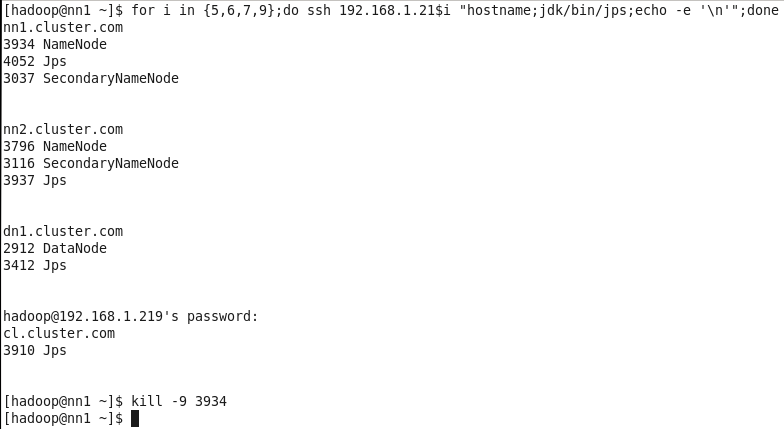 [hadoop@nn1 ~]$ for i in {5,6,7,9};do ssh 192.168.1.21$i "hostname;jdk/bin/jps;echo -e '\n'";done
nn1.cluster.com
3934 NameNode
4052 Jps
3037 SecondaryNameNode
nn2.cluster.com
3796 NameNode
3116 SecondaryNameNode
3937 Jps
dn1.cluster.com
2912 DataNode
3412 Jps
hadoop@192.168.1.219's password:
cl.cluster.com
3910 Jps
[hadoop@nn1 ~]$ kill -9 3934
[hadoop@nn1 ~]$